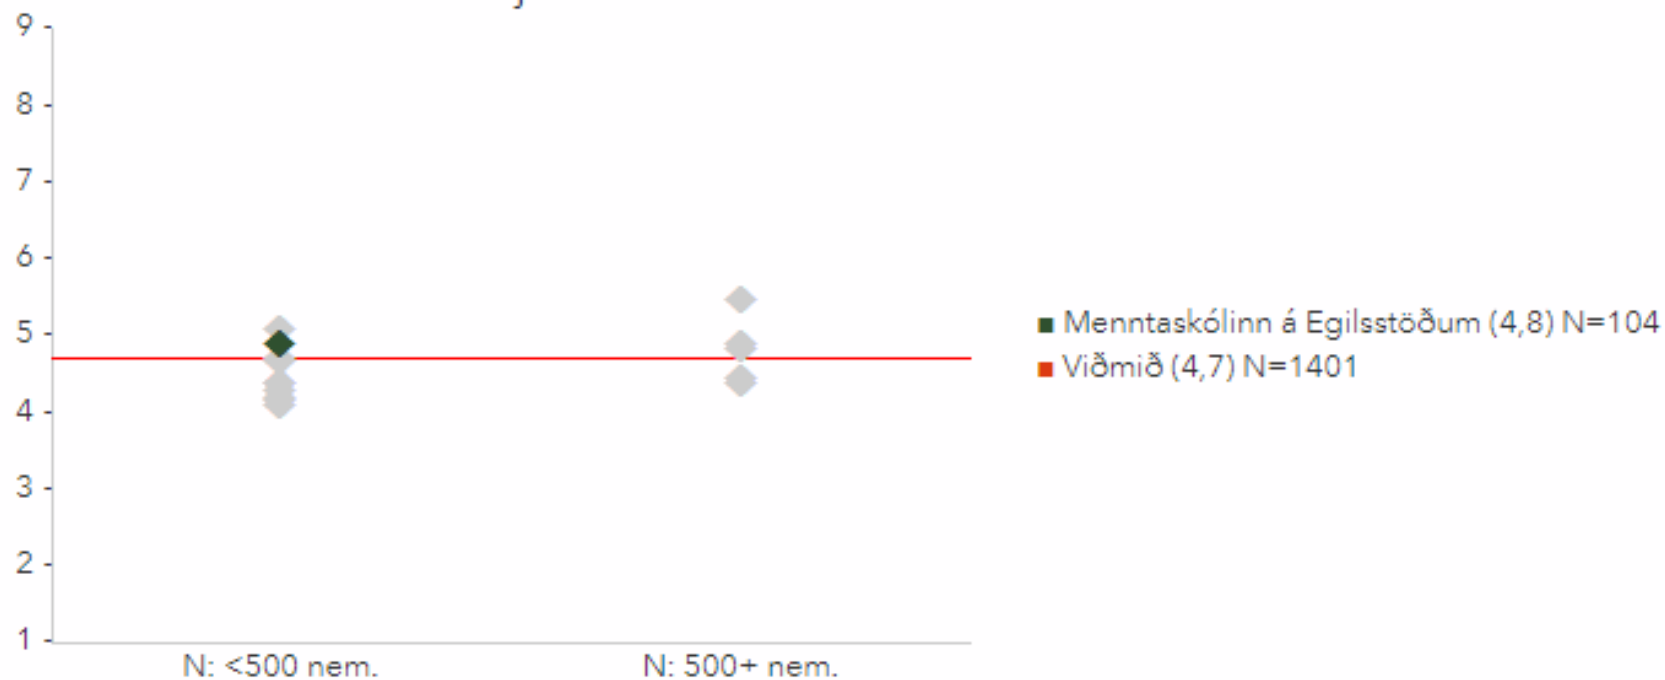 9
8
7
6
5
4
3
2
1
N: <500 nem.
N: 500+ nem.
Menntaskólinn á Egilsstöðum (4,8) N=104
Viðmið (4,7) N=1401